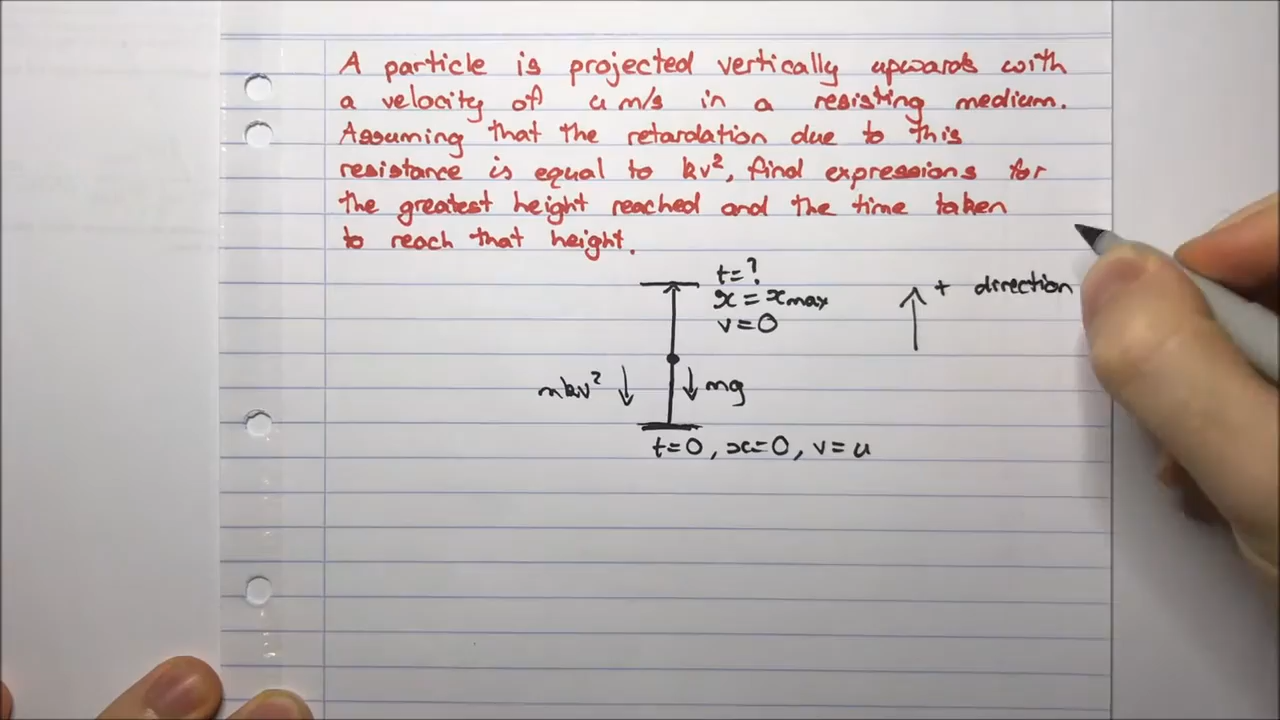 A particle is projected vertically upwards with
a velocity of u m/s in a resisting medium.
Assuming that the retardation due to this
resistance is equal to kv², find expressions for
the greatest height reached and the time taken
to reach that height.
t=?
x = xmax
v=0
+ direction
mkv²
mg
t=0, x=0, v=u